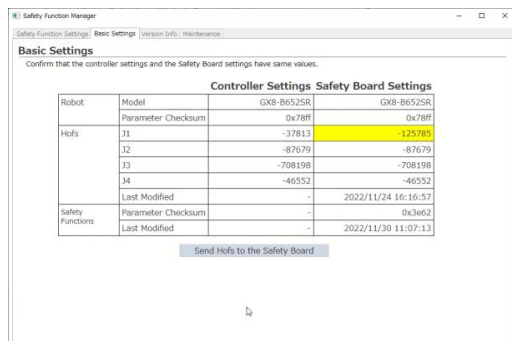 Safety Function Manager
Safety Function Settings Basic Settings Version Info Maintenance
Basic Settings
Confirm that the controller settings and the Safety Board settings have same values.
Controller Settings Safety Board Settings
Robot Model GX8-B652SR GX8-B652SR
Parameter Checksum 0x78ff 0x78ff
Hofs J1 -37813 -125785
J2 -87679 -87679
J3 -708198 -708198
J4 -46552 -46552
Last Modified - 2022/11/24 16:16:57
Safety Functions Parameter Checksum - 0x3e62
Last Modified - 2022/11/30 11:07:13
Send Hofs to the Safety Board